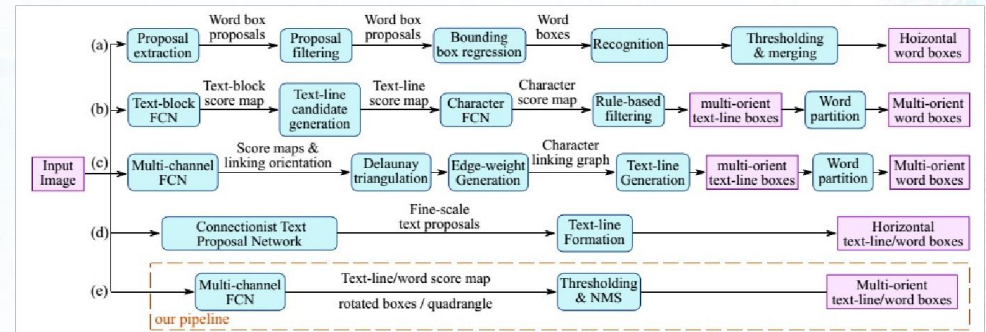 (a)
Proposal
extraction
Word box
proposals
Proposal
filtering
Word box
proposals
Bounding
box regression
Word
boxes
Recognition
Thresholding
& merging
Hoizontal
word boxes
(b)
Text-block
FCN
Text-block
score map
Text-line
candidate
generation
Text-line
score map
Character
FCN
Character
score map
Rule-based
filtering
multi-orient
text-line boxes
Word
partition
Multi-orient
word boxes
Input
Image
(c)
Multi-channel
FCN
Score maps &
linking orientation
Delaunay
triangulation
Edge-weight
Generation
Character
linking graph
Text-line
Generation
multi-orient
text-line boxes
Word
partition
Multi-orient
word boxes
(d)
Connectionist Text
Proposal Network
Fine-scale
text proposals
Text-line
Formation
Horizontal
text-line/word boxes
(e)
Multi-channel
FCN
Text-line/word score map
rotated boxes / quadrangle
Thresholding
& NMS
Multi-orient
text-line/word boxes
our pipeline